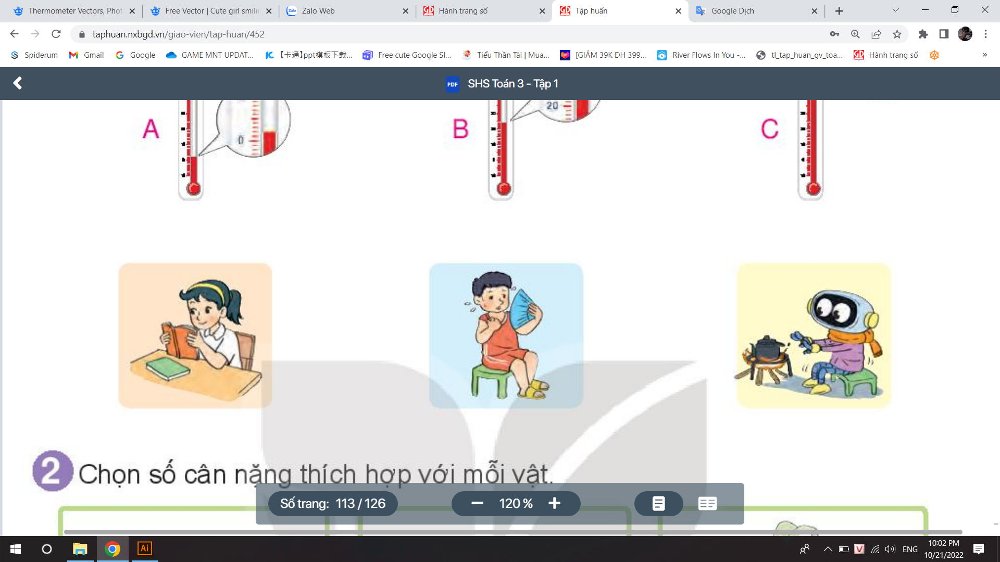 Thermometer Vectors, Phot
Free Vector | Cute girl smilin
Zalo Web
Hành trang số
Tập huấn
Google Dịch
taphuan.nxbgd.vn/giao-vien/tap-huan/452
Spiderum
Gmail
Google
GAME MNT UPDAT...
【卡通】ppt模板下载...
Free cute Google Sl...
Tiểu Thần Tài | Mua...
[GIẢM 39K ĐH 399...
River Flows In You -...
tl_tap_huan_gv_toa...
Hành trang số
»
PDF SHS Toán 3 - Tập 1
A
0
B
20
C
2 Chọn số cân nặng thích hợp với mỗi vật.
Số trang: 113 / 126
120 %
Ai
V
ENG
10:02 PM
10/21/2022